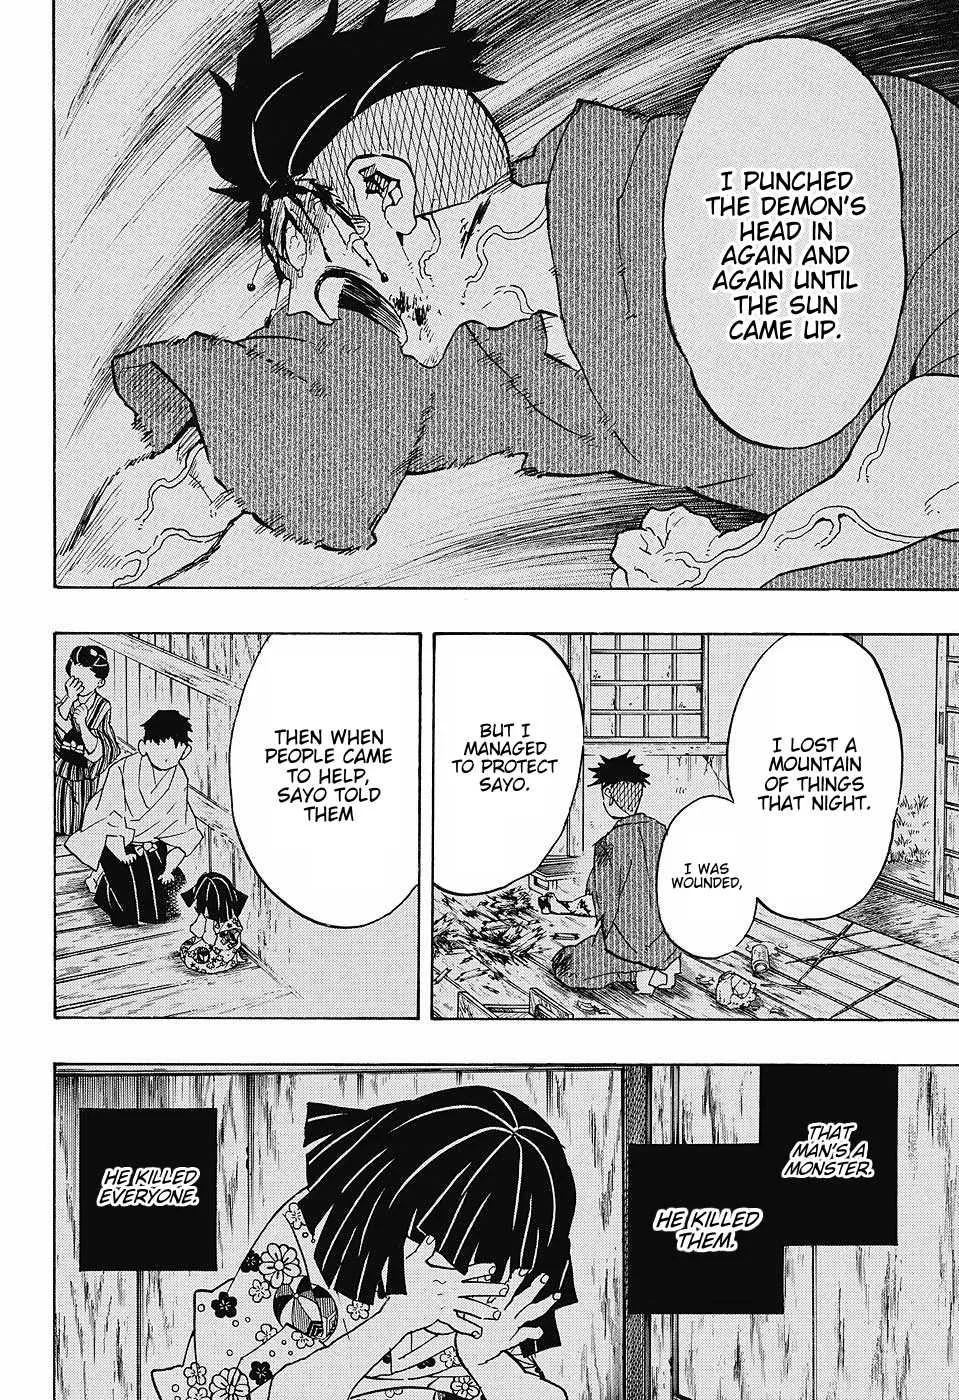 I PUNCHED
THE DEMON'S
HEAD IN
AGAIN AND
AGAIN UNTIL
THE SUN
CAME UP.
I LOST A
MOUNTAIN
OF THINGS
THAT NIGHT.
I WAS
WOUNDED,
BUT I
MANAGED
TO PROTECT
SAYO.
THEN WHEN
PEOPLE CAME
TO HELP,
SAYO TOLD
THEM
THAT
MAN'S A
MONSTER.
HE KILLED
THEM.
HE KILLED
EVERYONE.